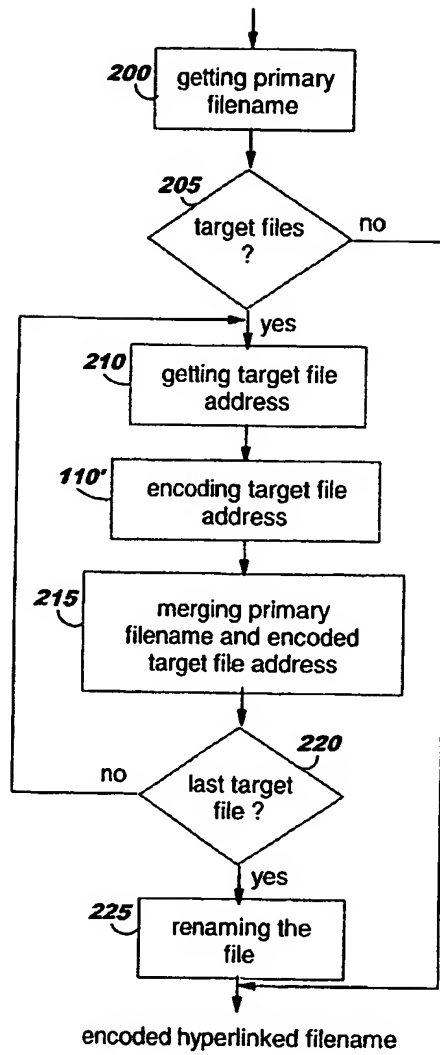 200
getting primary
filename
205
target files
?
no
yes
210
getting target file
address
110'
encoding target file
address
215
merging primary
filename and encoded
target file address
220
no
last target
file ?
yes
225
renaming the
file
encoded hyperlinked filename